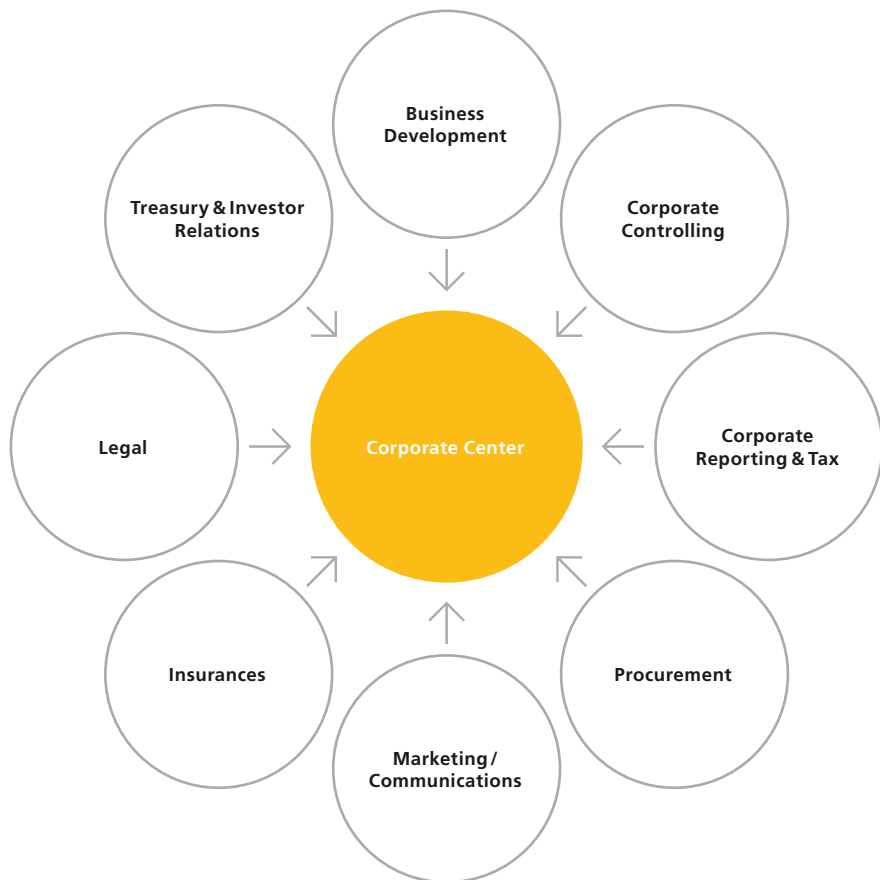 Business
Development
Treasury & Investor
Relations
Corporate
Controlling
Legal
Corporate Center
Corporate
Reporting & Tax
Insurances
Procurement
Marketing /
Communications